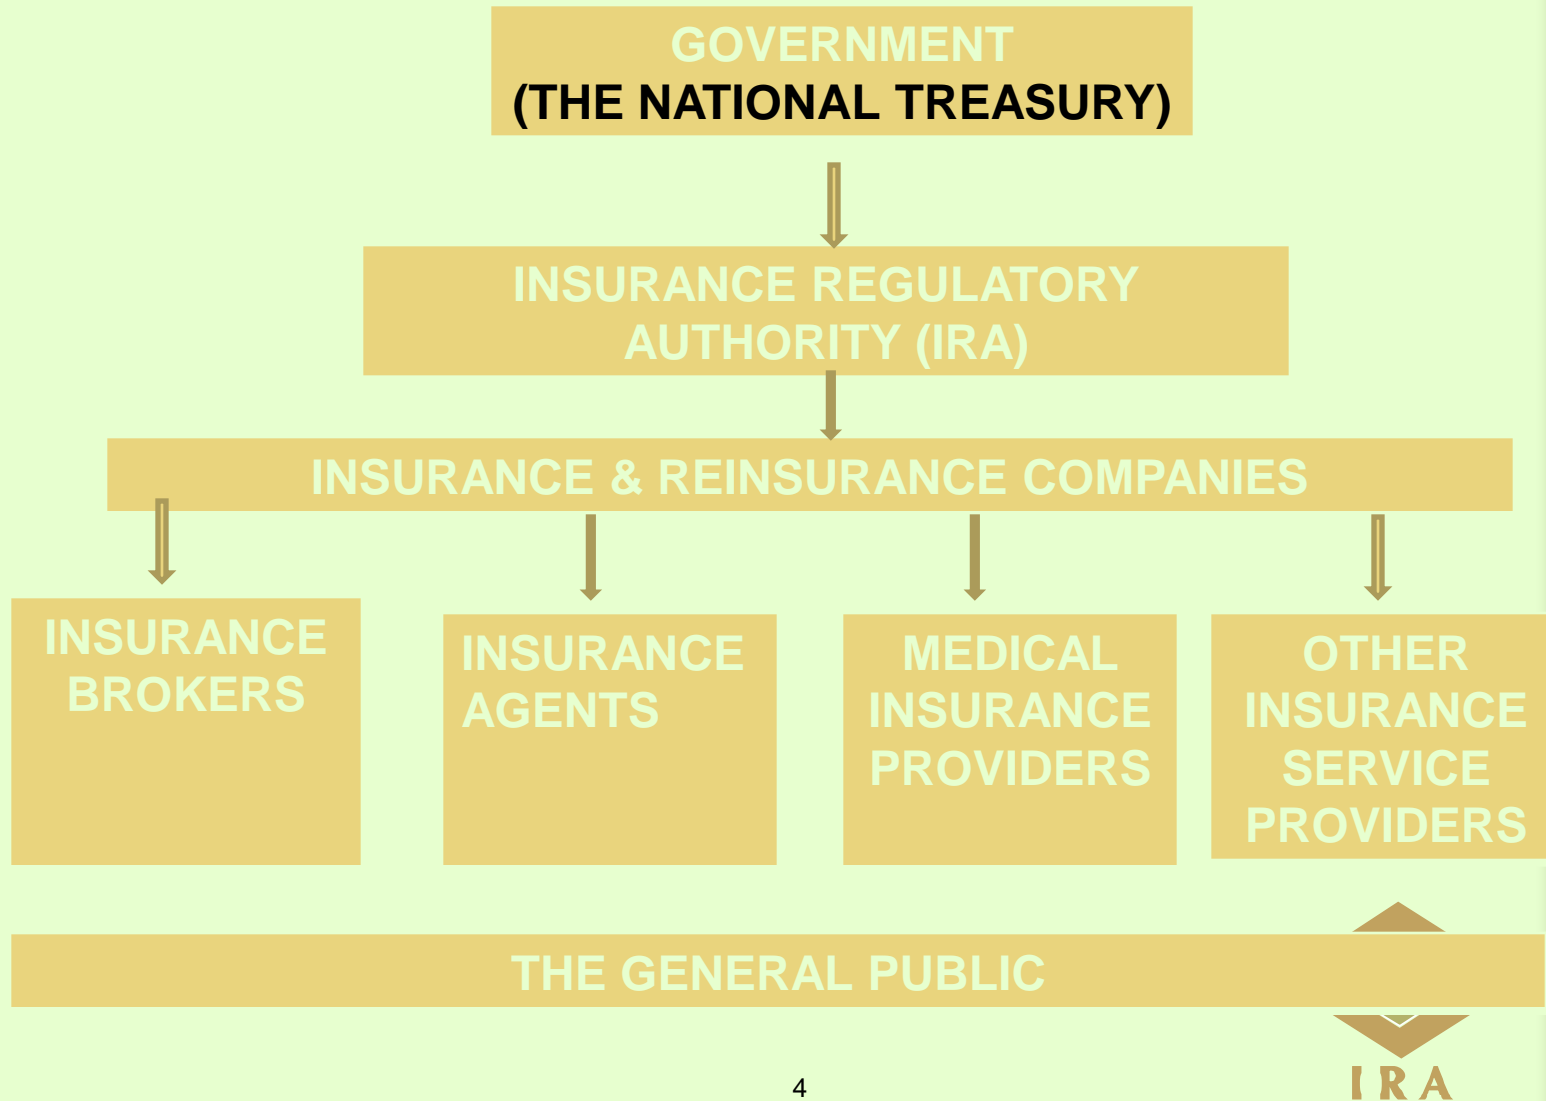 GOVERNMENT
(THE NATIONAL TREASURY)
INSURANCE REGULATORY
AUTHORITY (IRA)
INSURANCE & REINSURANCE COMPANIES
INSURANCE
BROKERS
INSURANCE
AGENTS
MEDICAL
INSURANCE
PROVIDERS
OTHER
INSURANCE
SERVICE
PROVIDERS
THE GENERAL PUBLIC
4
IRA